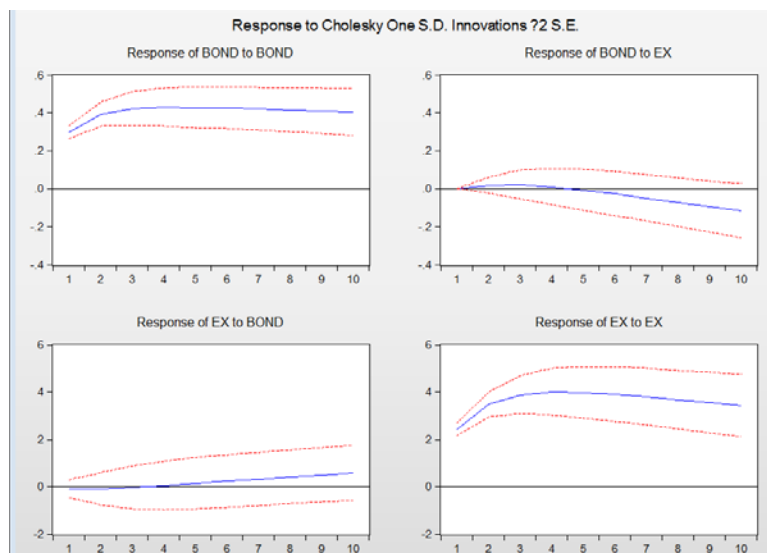 Response to Cholesky One S.D. Innovations ?2 S.E.
Response of BOND to BOND
.6
.4
.2
.0
-.2
-.4
1 2 3 4 5 6 7 8 9 10
Response of BOND to EX
.6
.4
.2
.0
-.2
-.4
1 2 3 4 5 6 7 8 9 10
Response of EX to BOND
6
4
2
0
-2
1 2 3 4 5 6 7 8 9 10
Response of EX to EX
6
4
2
0
-2
1 2 3 4 5 6 7 8 9 10